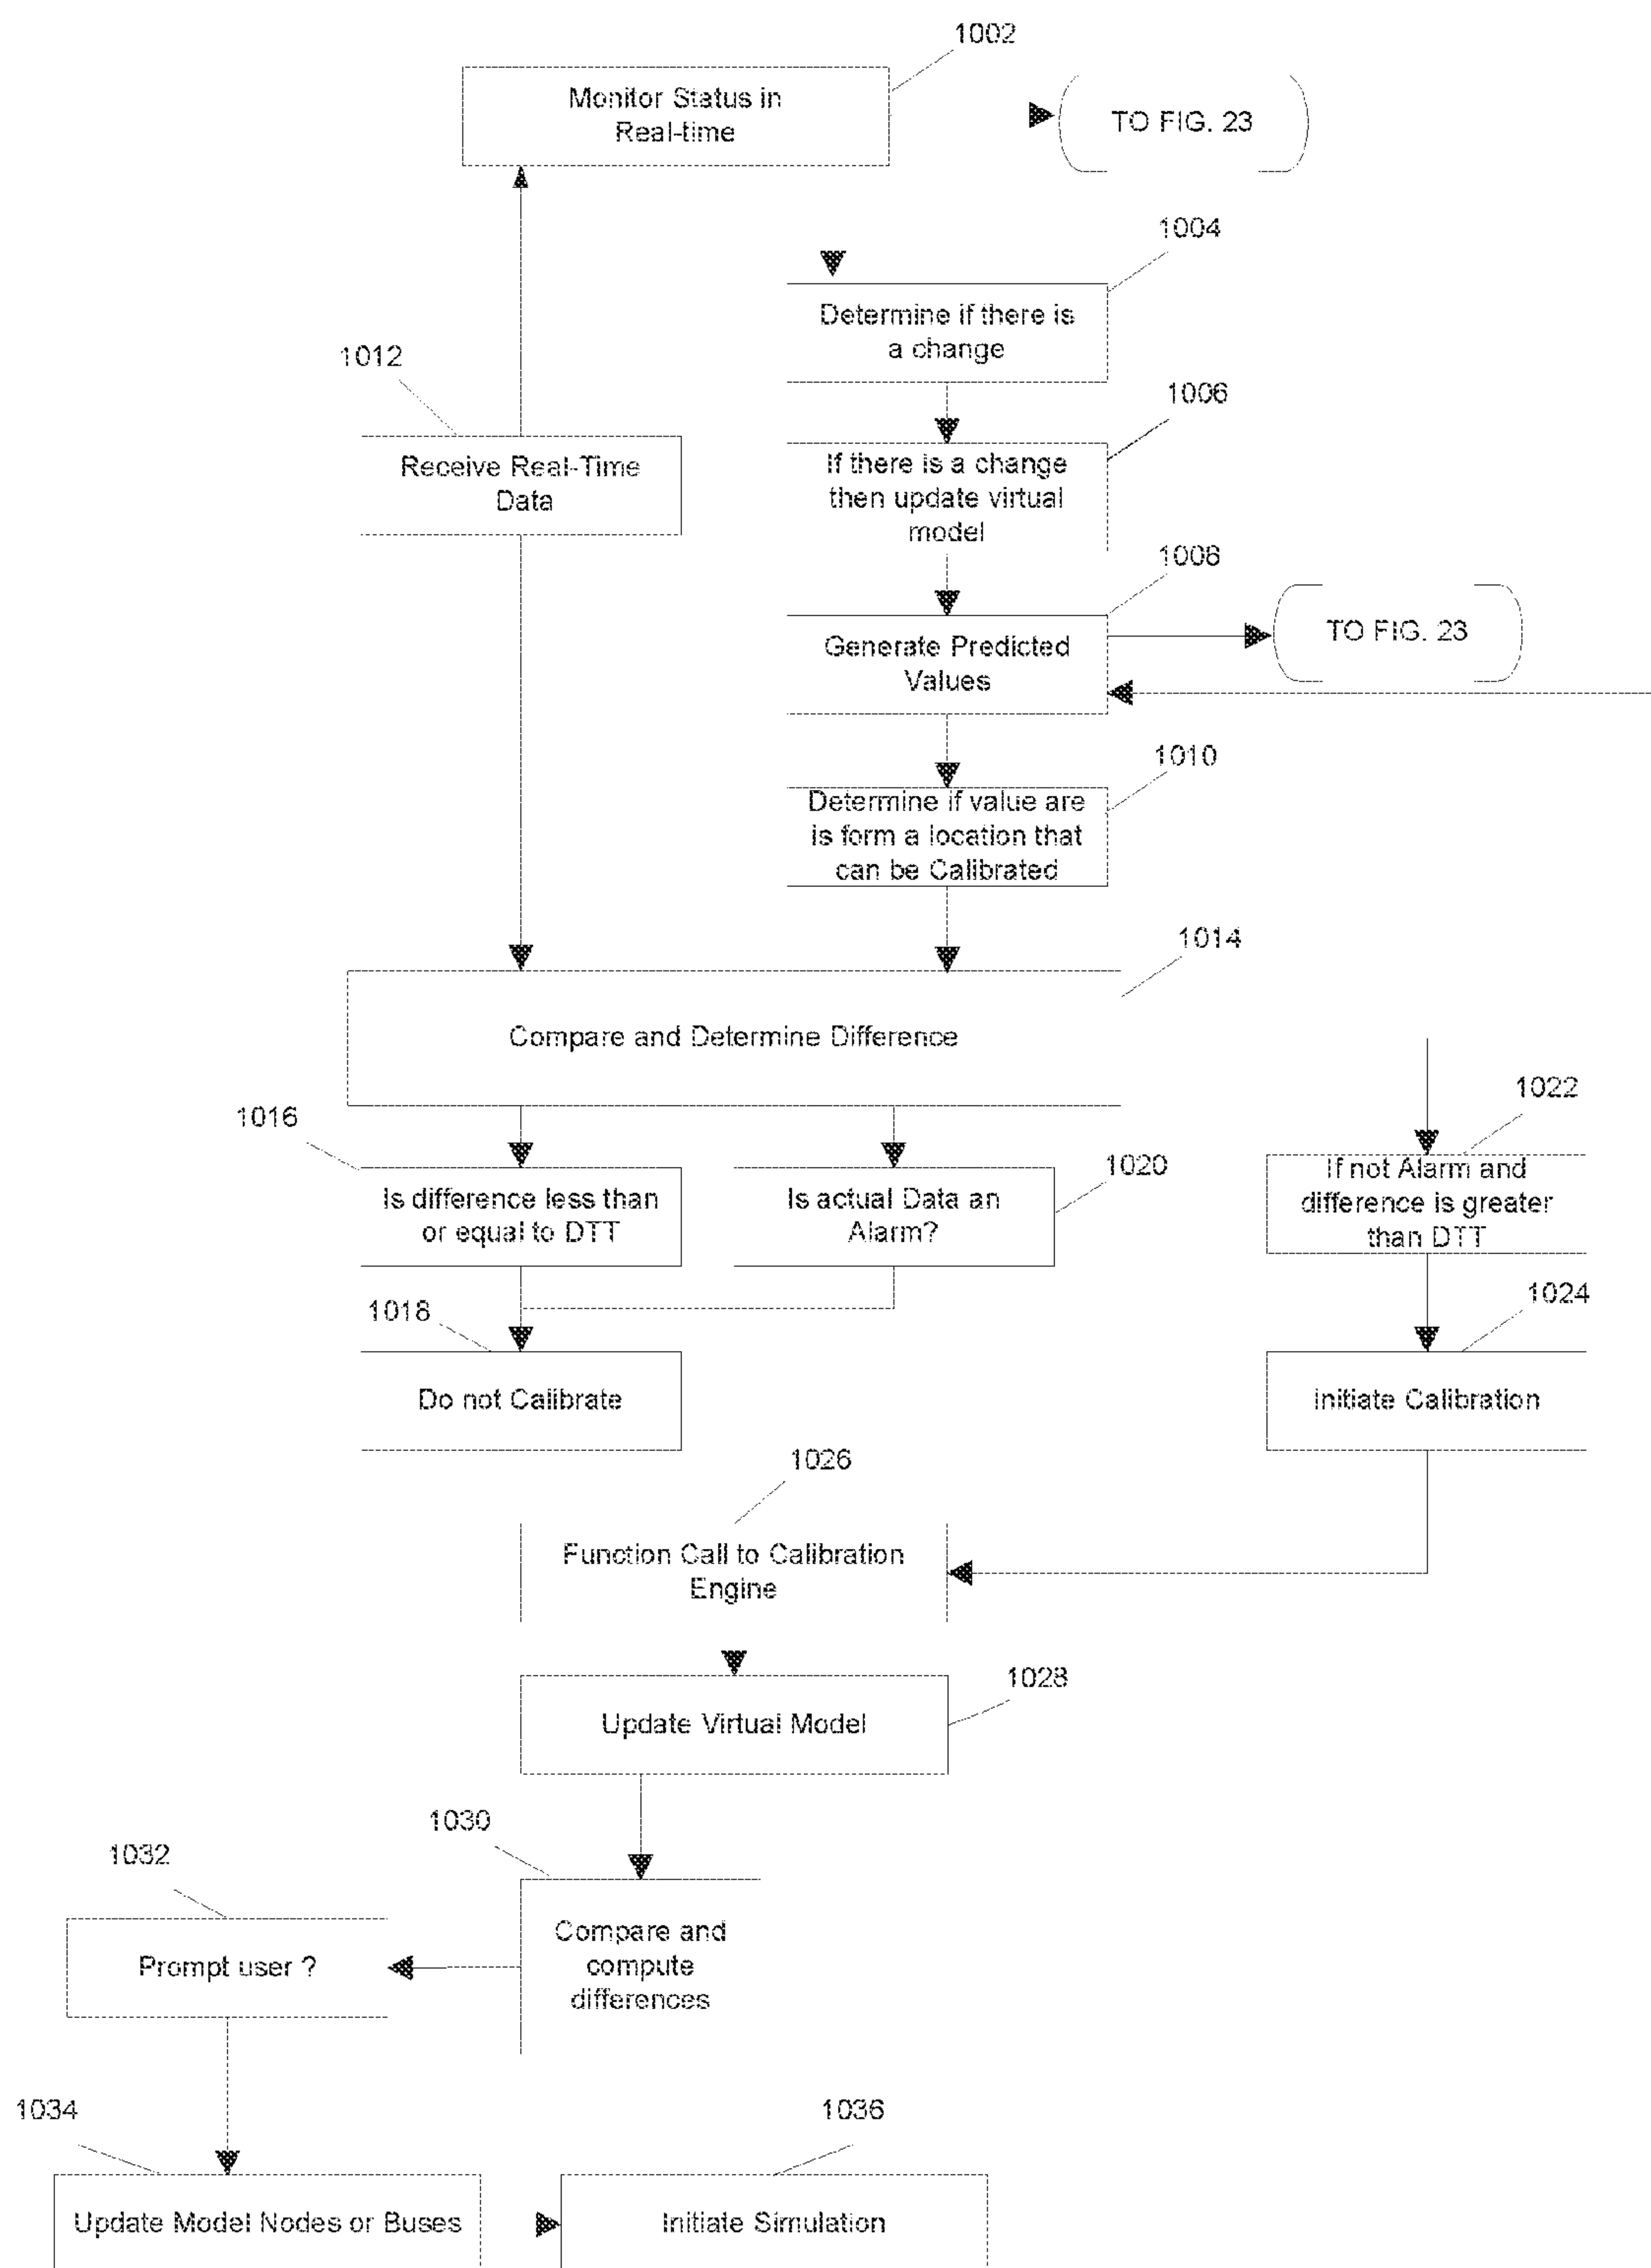 1002
Monitor Status in
Real-time
TO FIG. 23
1004
Determine if there is
a change
1012
Receive Real-Time
Data
1006
If there is a change
then update virtual
model
1008
Generate Predicted
Values
TO FIG. 23
1010
Determine if value are
is form a location that
can be Calibrated
1014
Compare and Determine Difference
1016
Is difference less than
or equal to DTT
1020
Is actual Data an
Alarm?
1022
If not Alarm and
difference is greater
than DTT
1018
Do not Calibrate
1024
Initiate Calibration
1026
Function Call to Calibration
Engine
1028
Update Virtual Model
1030
Compare and
compute
differences
1032
Prompt user ?
1034
Update Model Nodes or Buses
1036
Initiate Simulation